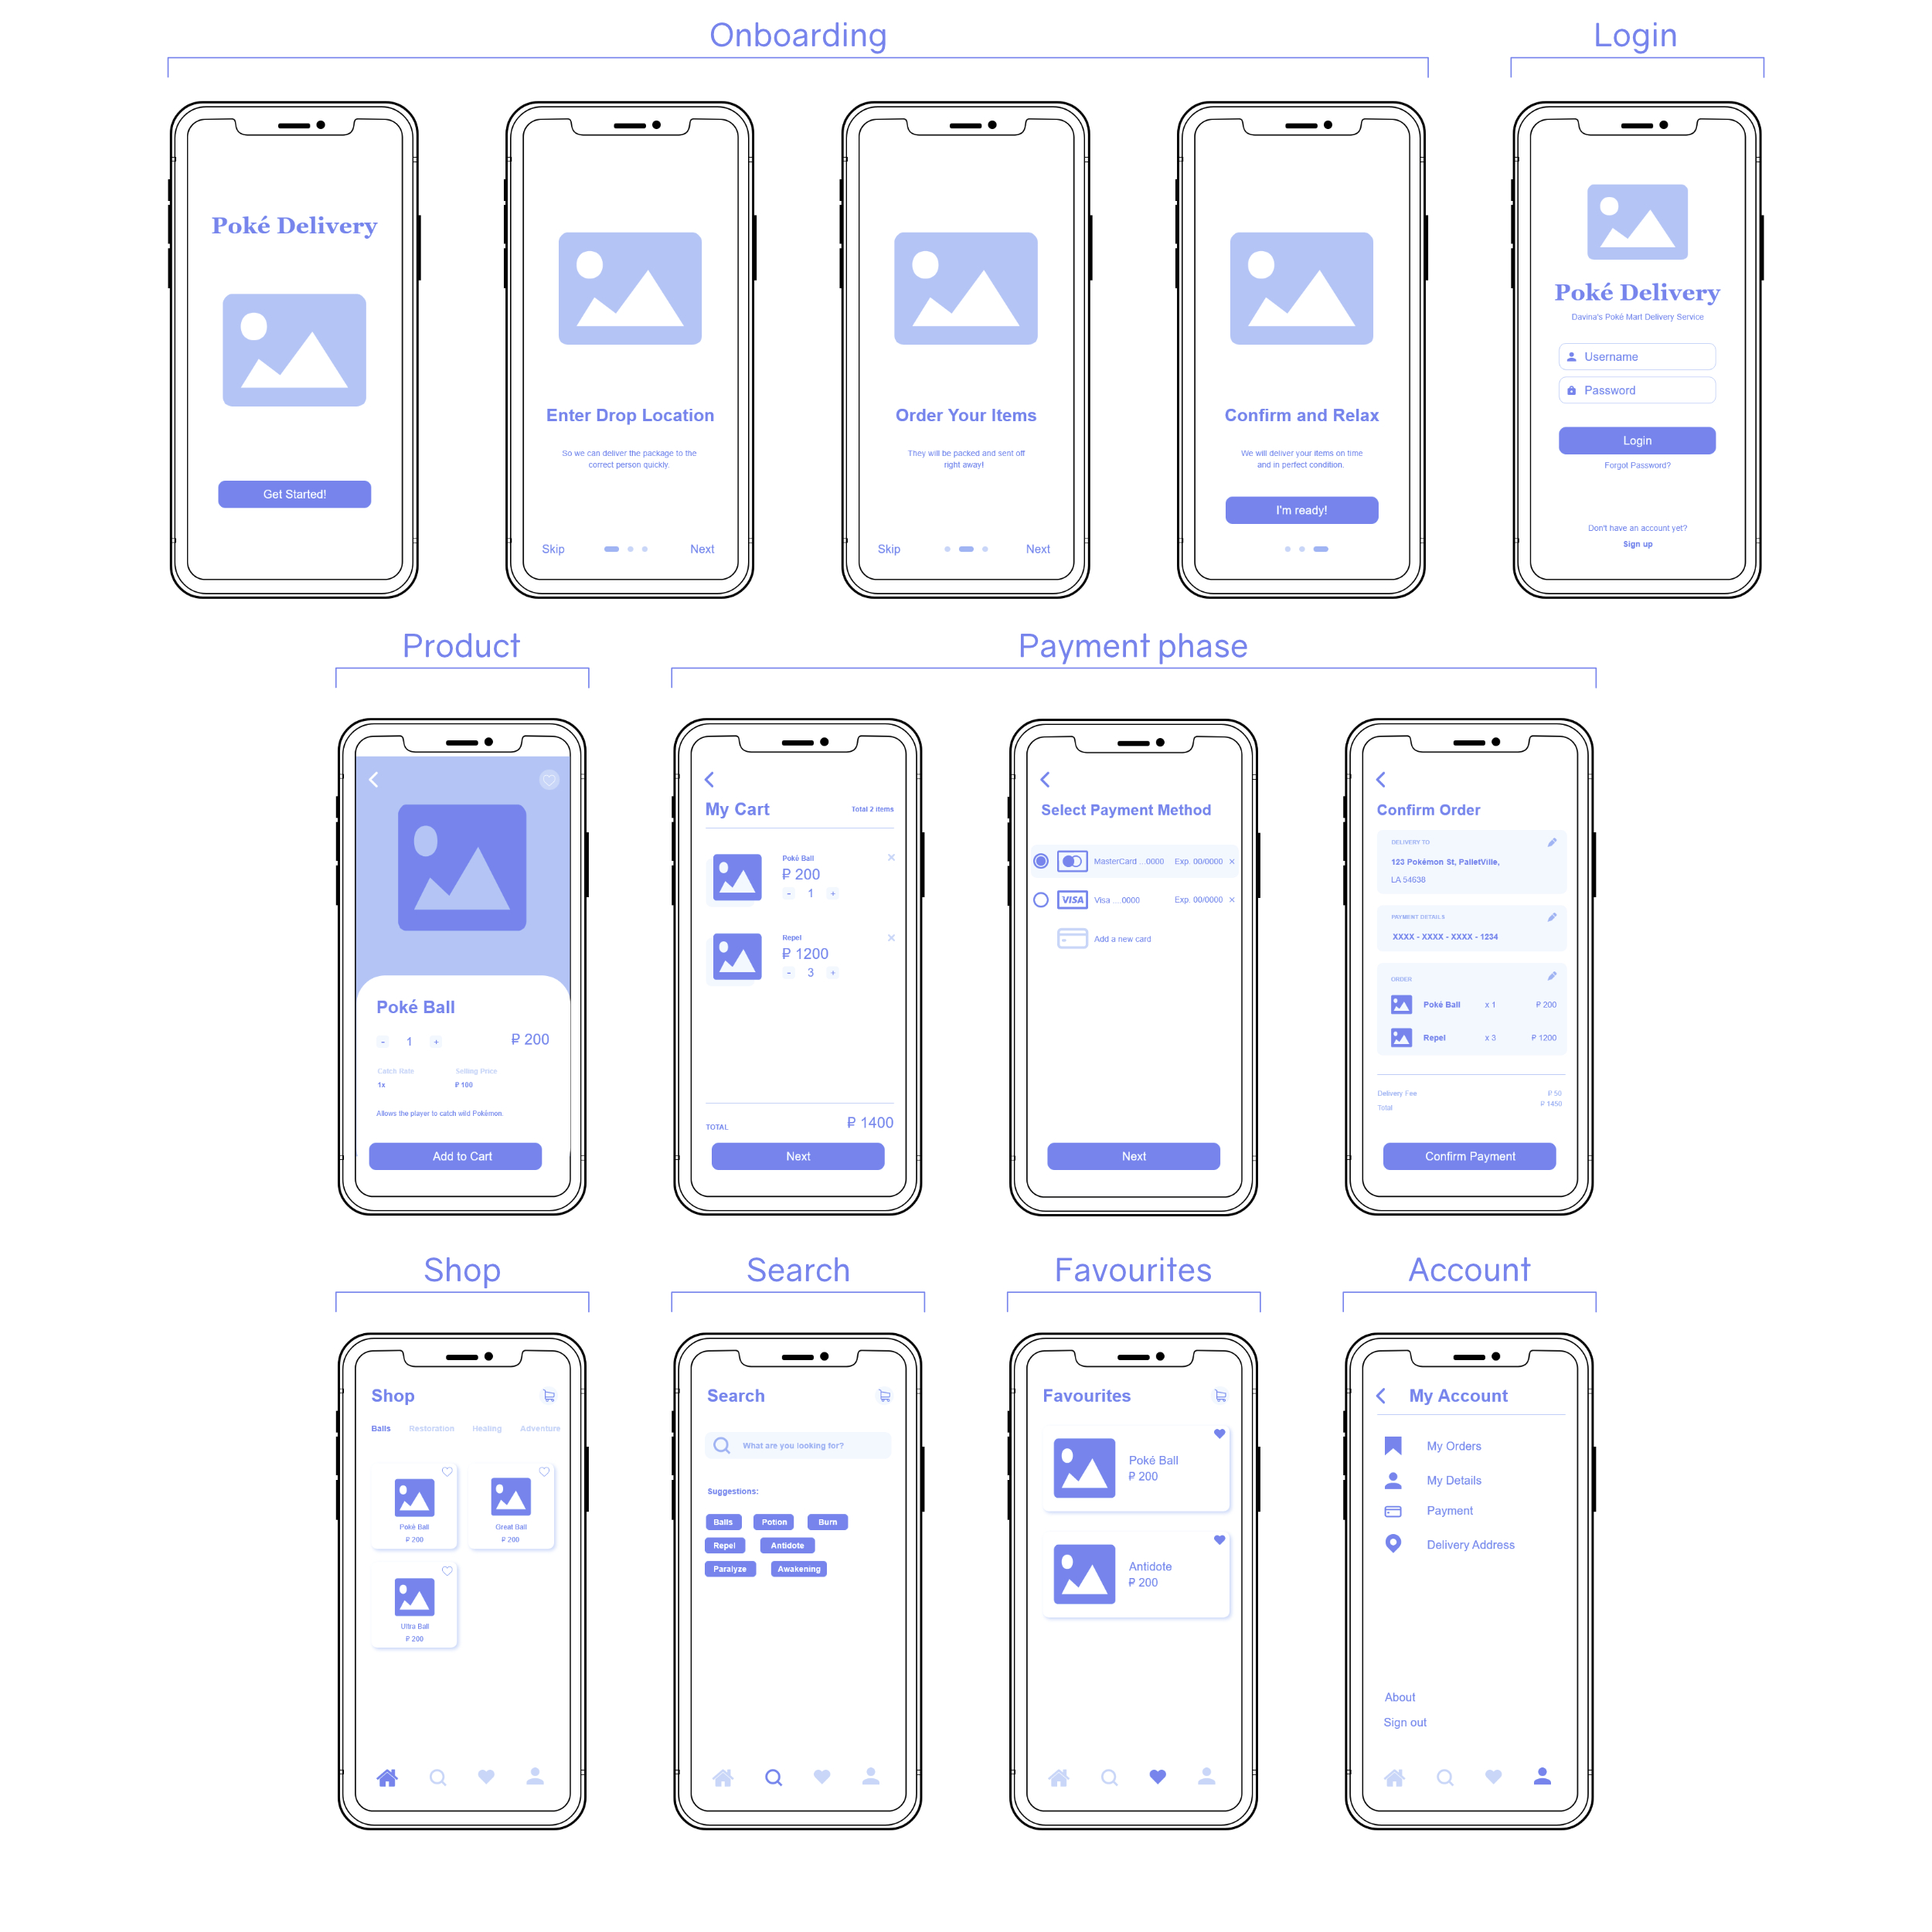 Onboarding
Login
Poké Delivery
Get Started!
Enter Drop Location
So we can deliver the package to the
correct person quickly.
Skip
Next
Order Your Items
They will be packed and sent off
right away!
Skip
Next
Confirm and Relax
We will deliver your items on time
and in perfect condition.
I'm ready!
Poké Delivery
Davina's Poké Mart Delivery Service
Username
Password
Login
Forgot Password?
Don't have an account yet?
Sign up
Product
Payment phase
Poké Ball
- 1 +
₽ 200
Catch Rate
Selling Price
1x
₽ 100
Allows the player to catch wild Pokémon
Add to Cart
My Cart
Total 2 items
Poké Ball
₽ 200
- 1 +
Repel
₽ 1200
- 3 +
TOTAL
₽ 1400
Next
Select Payment Method
MasterCard ...0000 Exp. 00/0000 ×
VISA Visa ....0000 Exp. 00/0000 ×
Add a new card
Next
Confirm Order
DELIVERY TO
123 Pokémon St, PalletVille,
LA 54638
PAYMENT DETAILS
XXXX - XXXX - XXXX - 1234
ORDER
Poké Ball x 1 ₽ 200
Repel x 3 ₽ 1200
Delivery Fee ₽ 50
Total ₽ 1450
Confirm Payment
Shop
Search
Favourites
Account
Shop
Balls Restoration Healing Adventure
Poké Ball
₽ 200
Great Ball
₽ 200
Ultra Ball
₽ 200
Search
What are you looking for?
Suggestions:
Balls Potion Burn
Repel Antidote
Paralyze Awakening
Favourites
Poké Ball
₽ 200
Antidote
₽ 200
My Account
My Orders
My Details
Payment
Delivery Address
About
Sign out